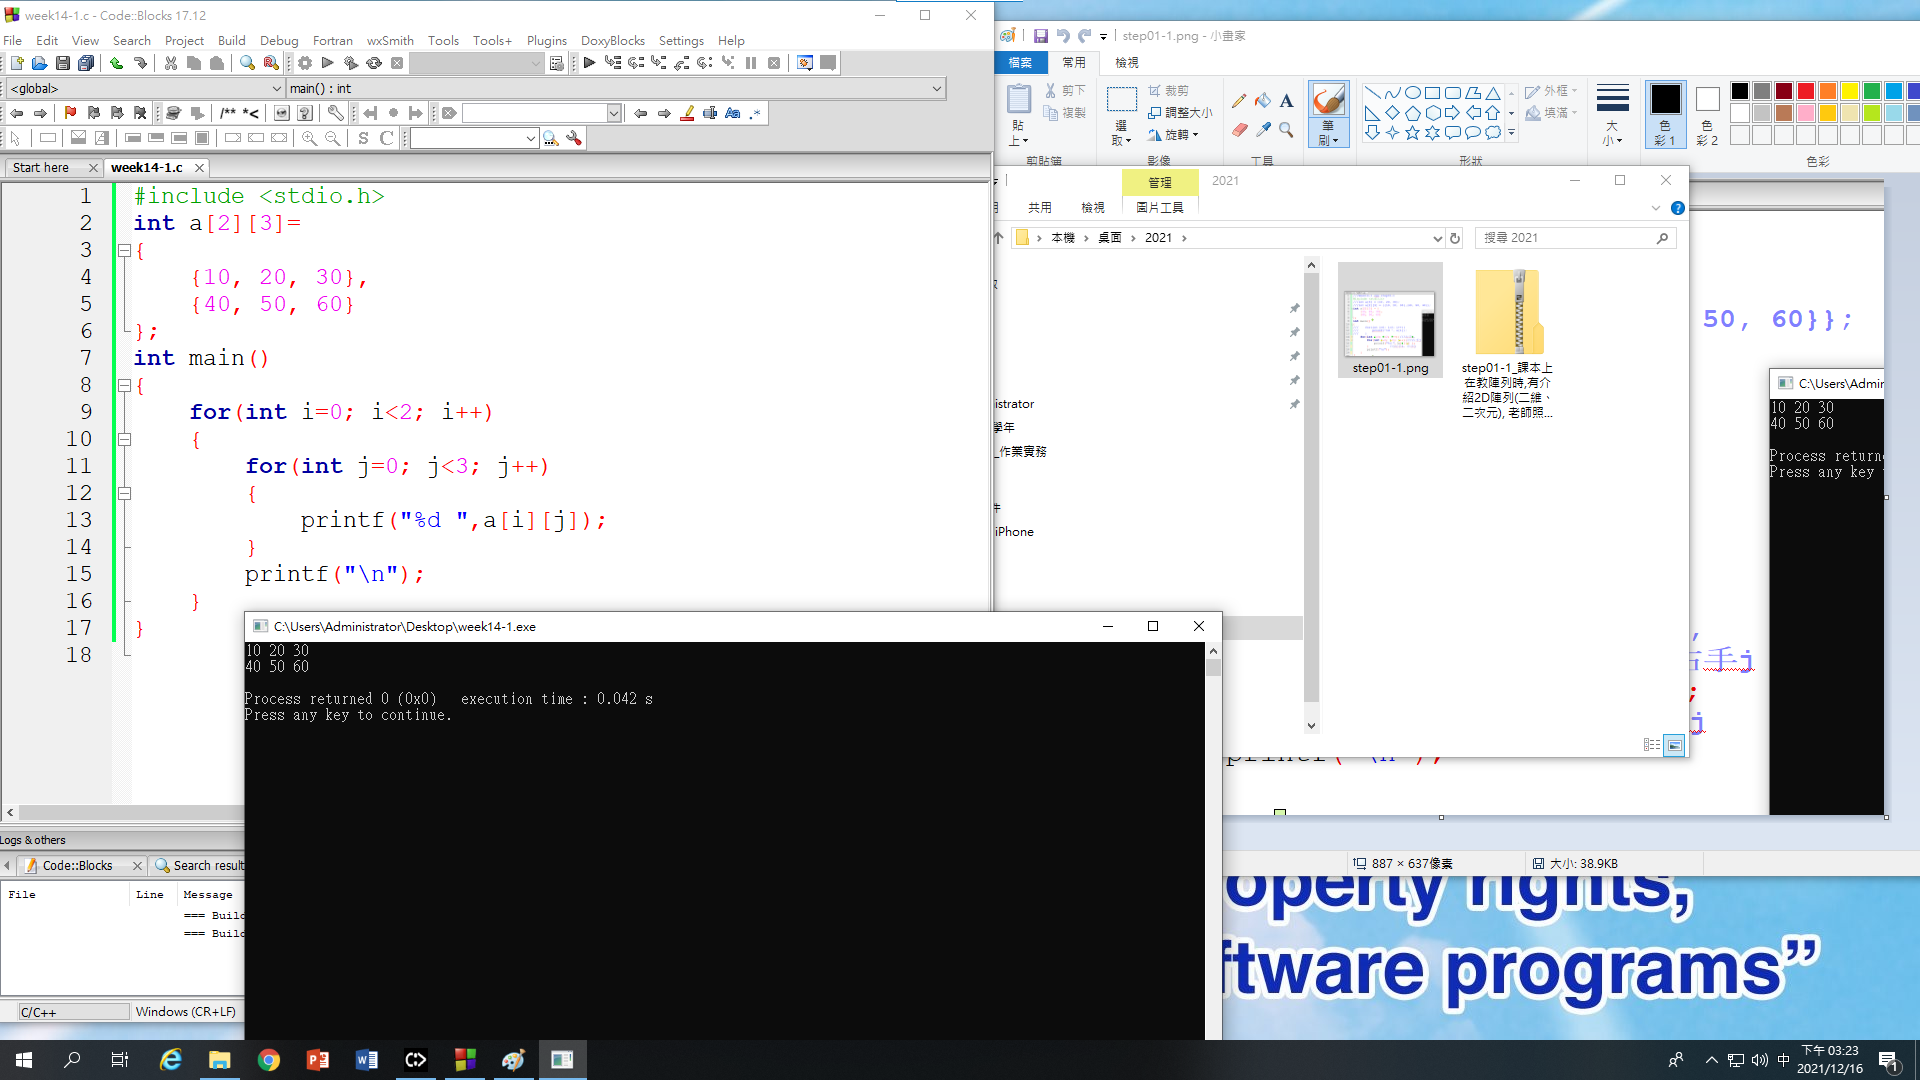 week14-1.c - Code::Blocks 17.12
File Edit View Search Project Build Debug Fortran wxSmith Tools Tools+ Plugins DoxyBlocks Settings Help
<global>
main() : int
/** *<
S C
Start here
week14-1.c
1 #include <stdio.h>
2 int a[2][3]=
3 {
4 {10, 20, 30},
5 {40, 50, 60}
6 };
7 int main()
8 {
9 for(int i=0; i<2; i++)
10 {
11 for(int j=0; j<3; j++)
12 {
13 printf("%d ",a[i][j]);
14 }
15 printf("\n");
16 }
17 }
18
Logs & others
Code::Blocks
Search result
File Line Message
=== Build
=== Build
C/C++
Windows (CR+LF)
C:\Users\Administrator\Desktop\week14-1.exe
10 20 30
40 50 60
Process returned 0 (0x0) execution time : 0.042 s
Press any key to continue.
step01-1.png - 小畫家
檔案 常用 檢視
貼上
剪下
複製
剪貼簿
選取
裁剪
調整大小
旋轉
影像
A
工具
筆刷
形狀
外框
填滿
大小
色彩 1
色彩 2
色彩
管理
2021
共用 檢視 圖片工具
本機 桌面 2021
搜尋 2021
istrator
學年
_作業實務
件
iPhone
step01-1.png
step01-1_課本上
在教陣列時,有介
紹2D陣列(二維、
二次元), 老師照...
50, 60}};
C:\Users\Admin
10 20 30
40 50 60
Process return
Press any key
右手j
;
j
printf("\n");
887 × 637像素
大小: 38.9KB
operty rights,
ftware programs”
中
下午 03:23
2021/12/16
1